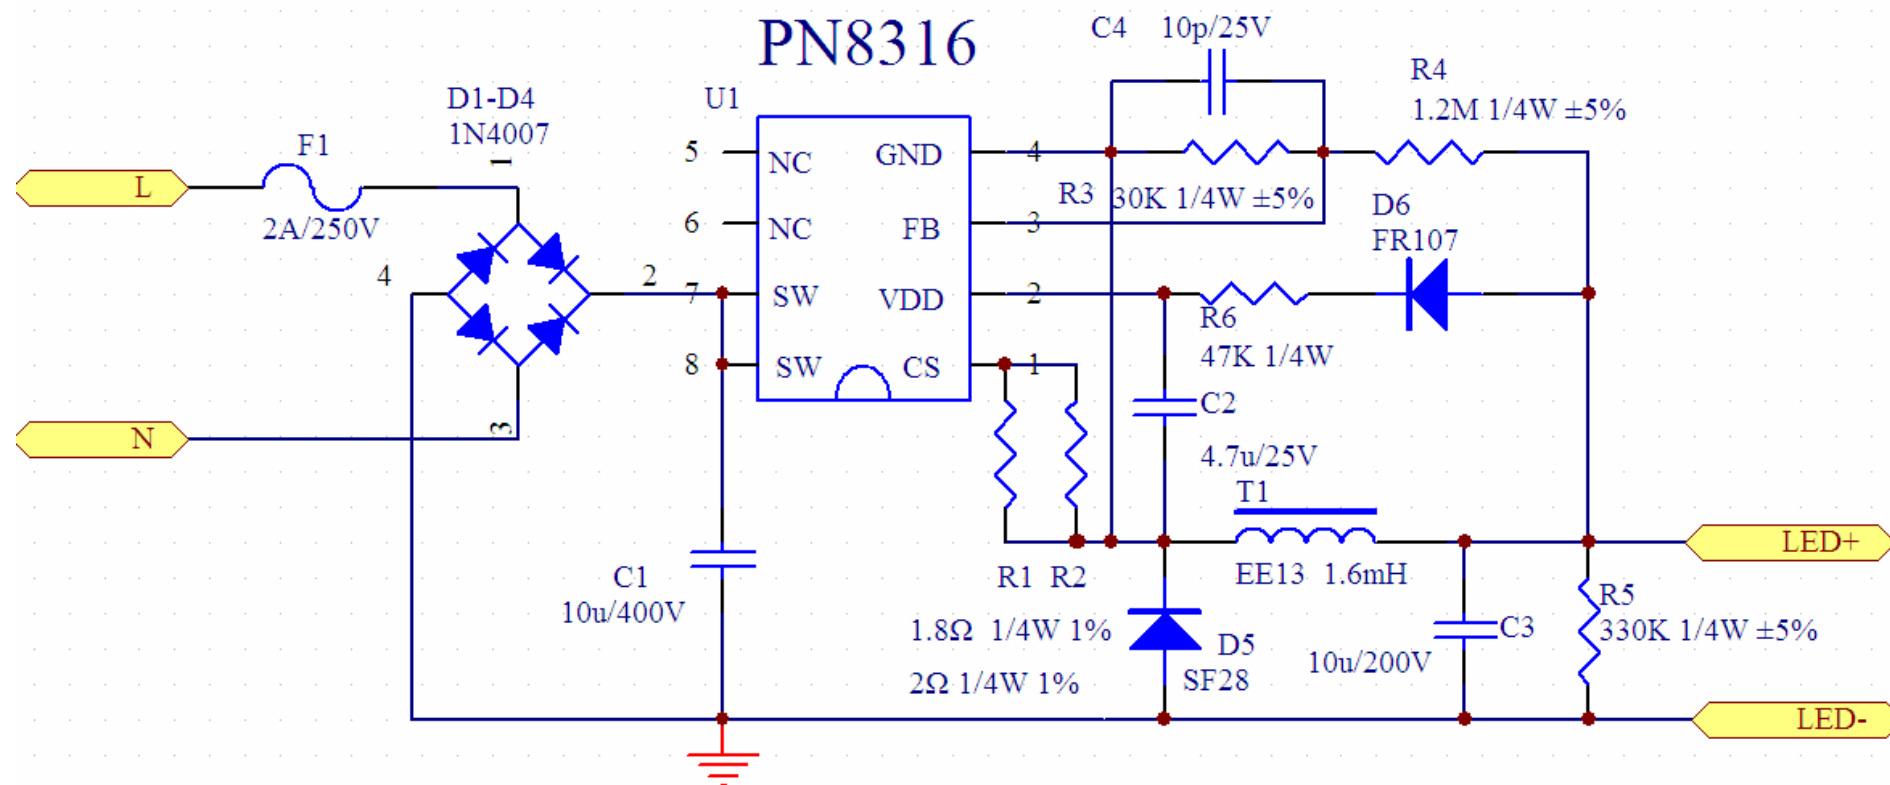 PN8316
C4 10p/25V
R4
1.2M 1/4W ±5%
D1-D4
1N4007
U1
F1
1
5 NC GND 4
L
R3 30K 1/4W ±5%
D6
FR107
2A/250V
6 NC FB 3
4
2
7 SW VDD 2
R6
47K 1/4W
8 SW CS 1
C2
3
N
4.7u/25V
T1
LED+
C1
10u/400V
R1 R2
EE13 1.6mH
R5
330K 1/4W ±5%
1.8Ω 1/4W 1%
2Ω 1/4W 1%
D5
SF28
C3
10u/200V
LED-